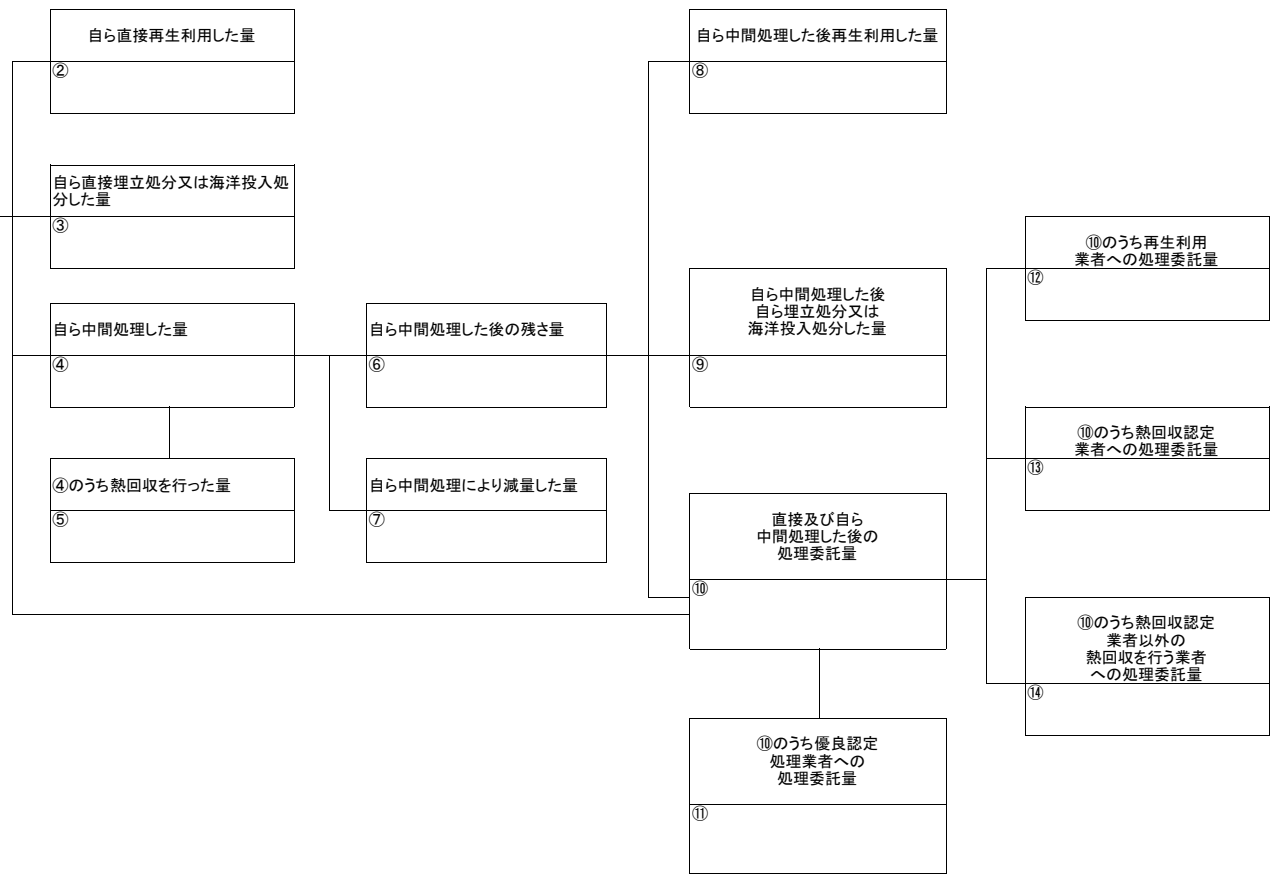 自ら直接再生利用した量
②
自ら直接埋立処分又は海洋投入処
分した量
③
自ら中間処理した量
④
④のうち熱回収を行った量
⑤
自ら中間処理した後の残さ量
⑥
自ら中間処理により減量した量
⑦
自ら中間処理した後再生利用した量
⑧
自ら中間処理した後
自ら埋立処分又は
海洋投入処分した量
⑨
直接及び自ら
中間処理した後の
処理委託量
⑩
⑩のうち優良認定
処理業者への
処理委託量
⑪
⑩のうち再生利用
業者への処理委託量
⑫
⑩のうち熱回収認定
業者への処理委託量
⑬
⑩のうち熱回収認定
業者以外の
熱回収を行う業者
への処理委託量
⑭